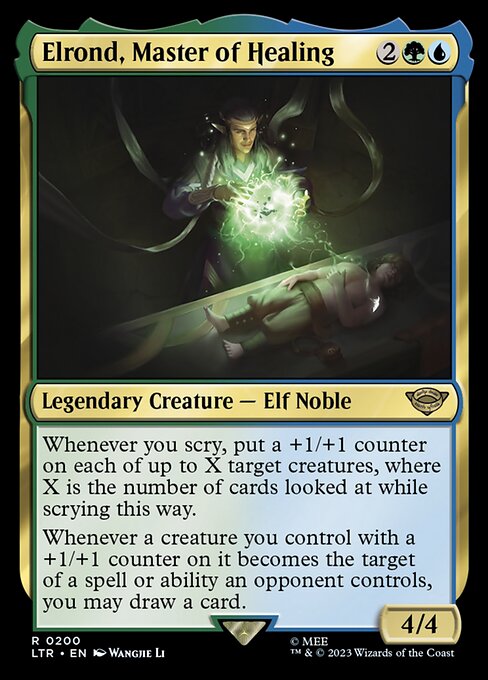 Elrond, Master of Healing 2
Legendary Creature — Elf Noble
Whenever you scry, put a +1/+1 counter
on each of up to X target creatures, where
X is the number of cards looked at while
scrying this way.
Whenever a creature you control with a
+1/+1 counter on it becomes the target
of a spell or ability an opponent controls,
you may draw a card.
4/4
R 0200
LTR • EN Wangjie Li
© MEE
™ & © 2023 Wizards of the Coast